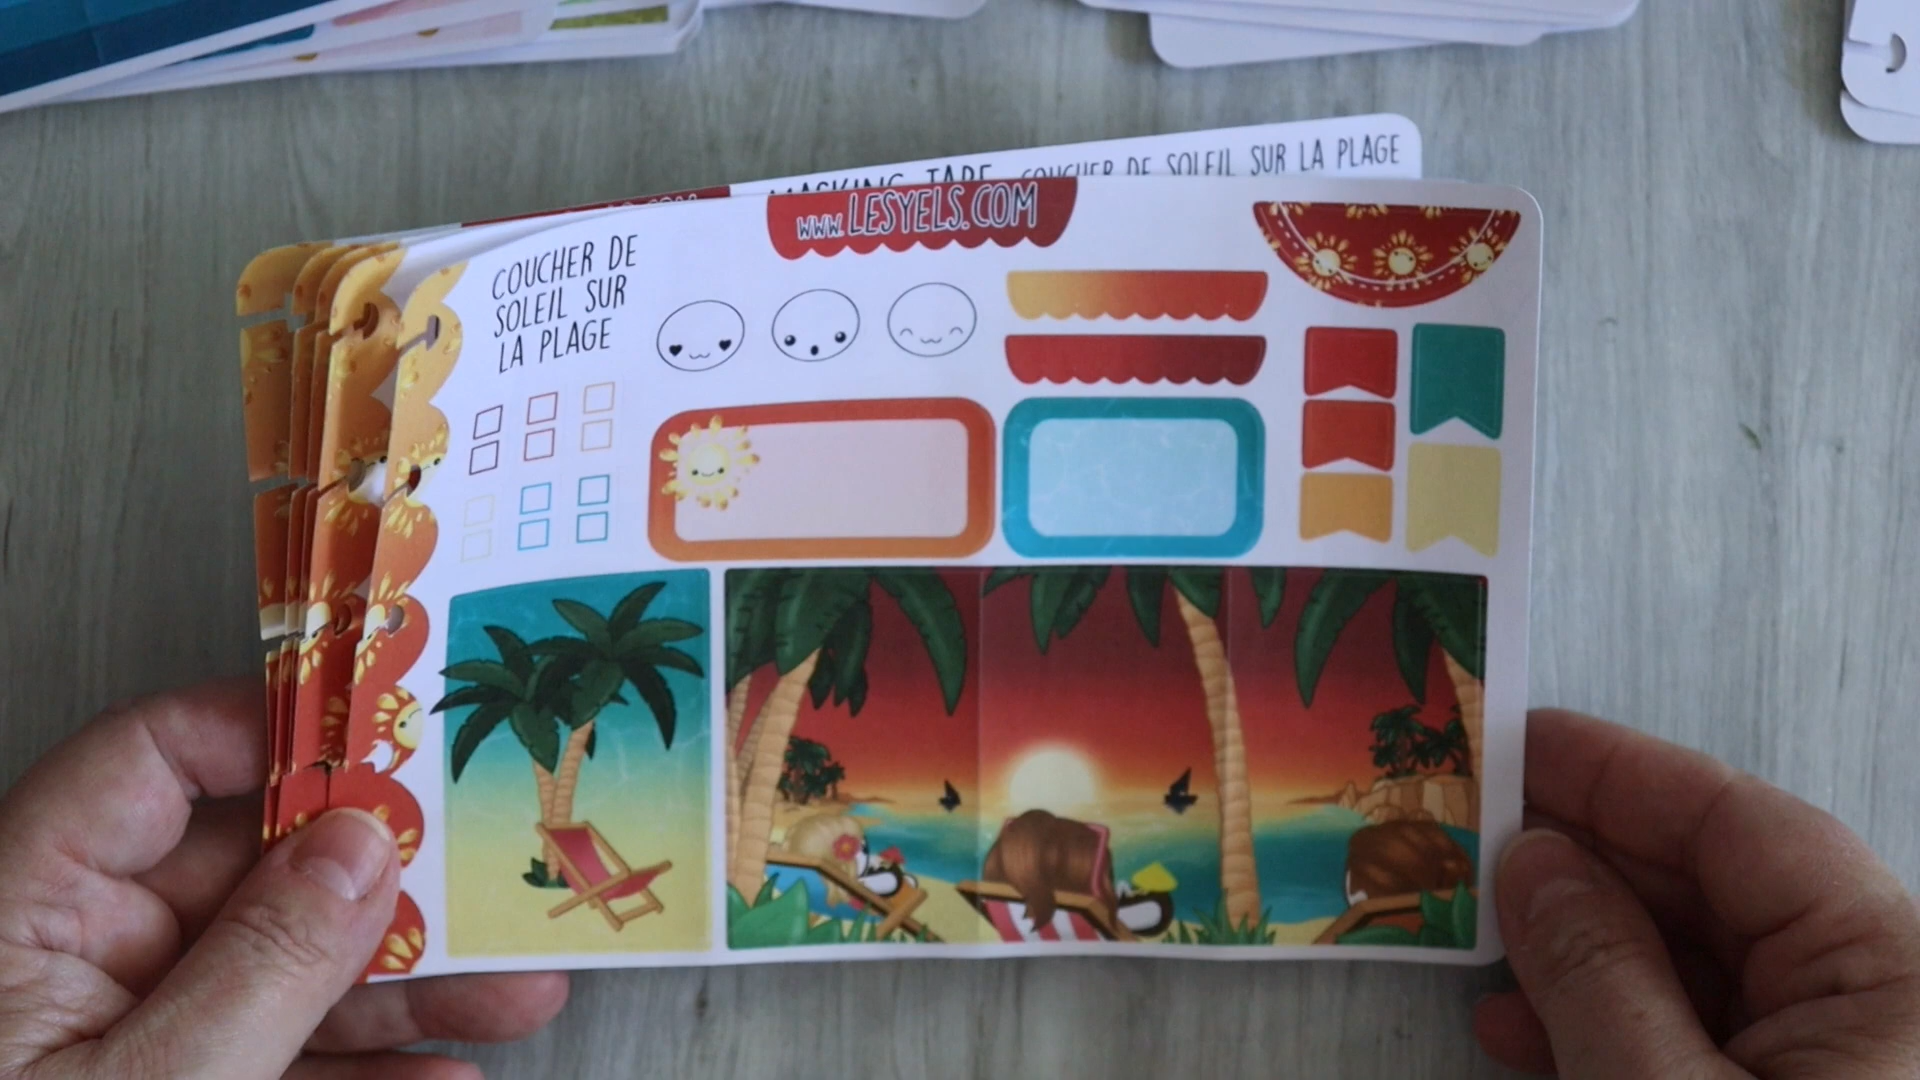 MASKING TAPE COUCHER DE SOLEIL SUR LA PLAGE
www.LESYELS.COM
COUCHER DE
SOLEIL SUR
LA PLAGE